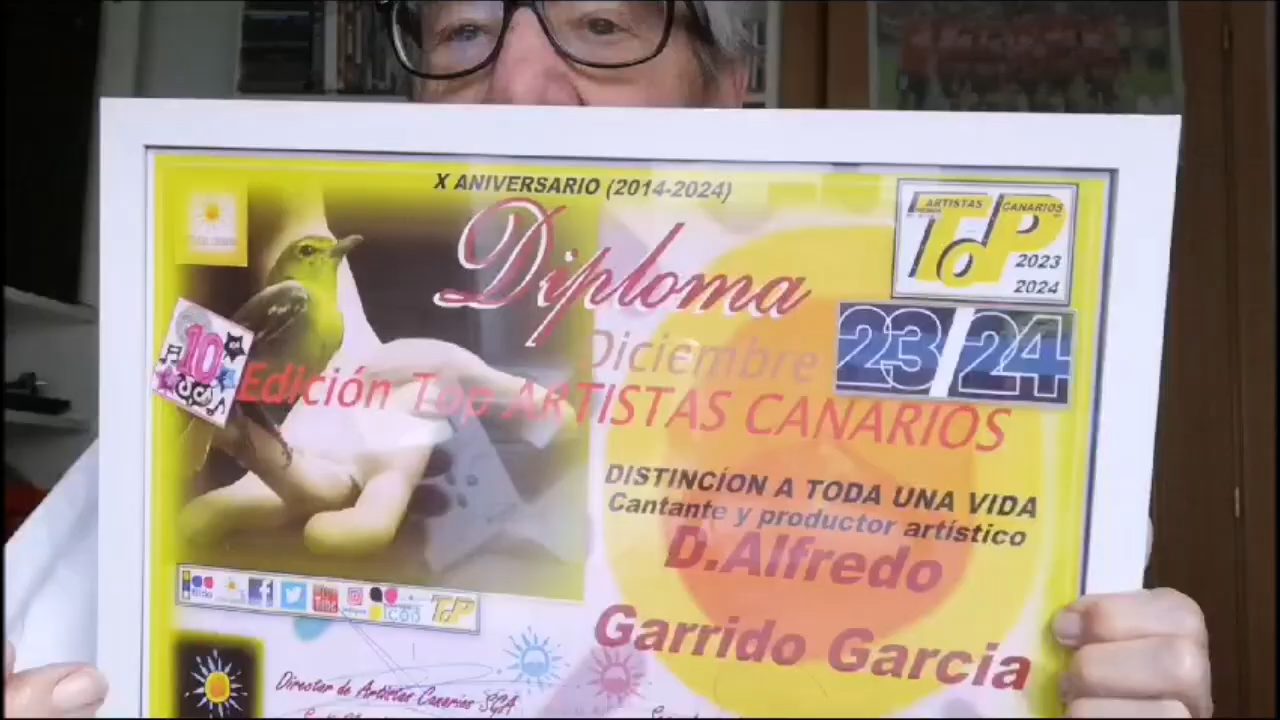 X ANIVERSARIO (2014-2024)
Diploma
ARTISTAS CANARIOS
TOP
2023
2024
23/24
Diciembre
10
Edición Top ARTISTAS CANARIOS
DISTINCÍON A TODA UNA VIDA
Cantante y productor artístico
D.Alfredo
Garrido Garcia
Director de Artistas Canarios SGA